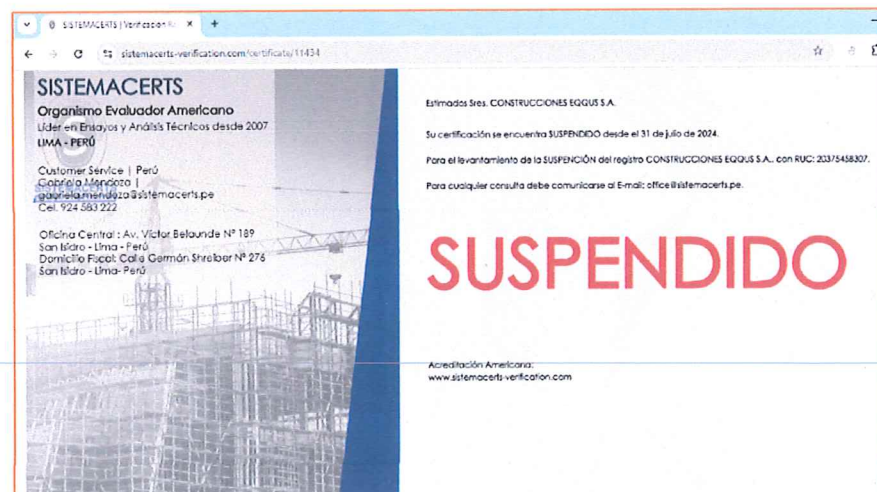 SISTEMACERTS | Verificación
sistemacerts-verification.com/certificate/11434
SISTEMACERTS
Organismo Evaluador Americano
Líder en Ensayos y Análisis Técnicos desde 2007
LIMA - PERÚ
Customer Service | Perú
Gabriela Mendoza |
gabriela.mendoza@sistemacerts.pe
Cel. 924 583 222
Oficina Central : Av. Víctor Belaunde Nº 189
San Isidro - Lima - Perú
Domicilio Fiscal: Calle Germán Shreiber Nº 276
San Isidro - Lima- Perú
Estimados Sres. CONSTRUCCIONES EQQUS S.A.
Su certificación se encuentra SUSPENDIDO desde el 31 de julio de 2024.
Para el levantamiento de la SUSPENCIÓN del registro CONSTRUCCIONES EQQUS S.A., con RUC: 20375458307.
Para cualquier consulta debe comunicarse al E-mail: office@sistemacerts.pe.
SUSPENDIDO
Acreditación Americana:
www.sistemacerts-verification.com